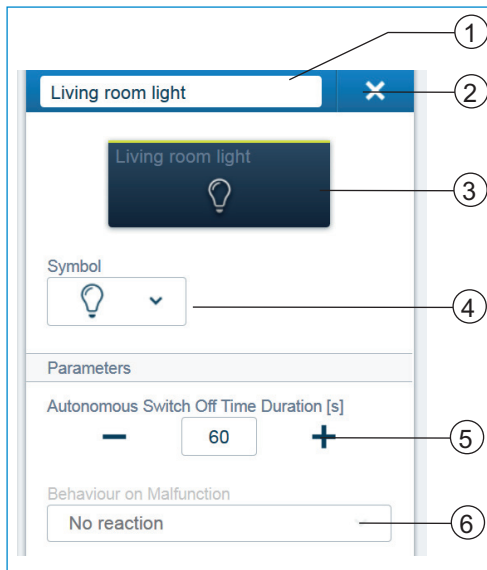 1
Living room light
2
Living room light
3
Symbol
4
Parameters
Autonomous Switch Off Time Duration [s]
60
5
Behaviour on Malfunction
No reaction
6